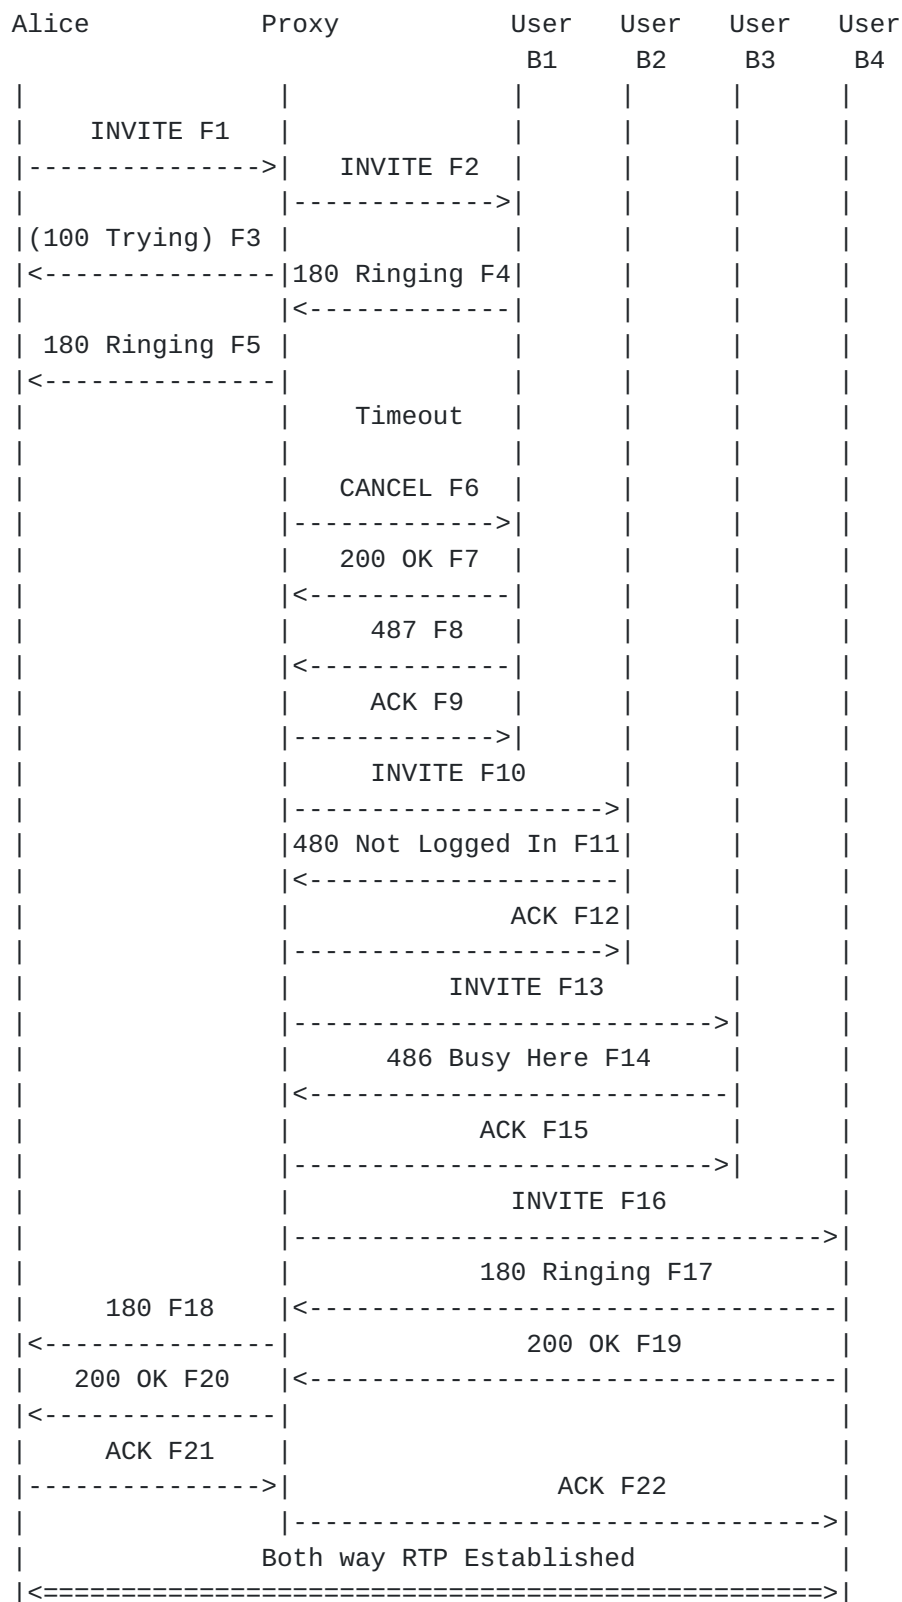 Alice Proxy User User User User
B1 B2 B3 B4
INVITE F1
INVITE F2
(100 Trying) F3
180 Ringing F4
180 Ringing F5
Timeout
CANCEL F6
200 OK F7
487 F8
ACK F9
INVITE F10
480 Not Logged In F11
ACK F12
INVITE F13
486 Busy Here F14
ACK F15
INVITE F16
180 Ringing F17
180 F18
200 OK F19
200 OK F20
ACK F21
ACK F22
Both way RTP Established